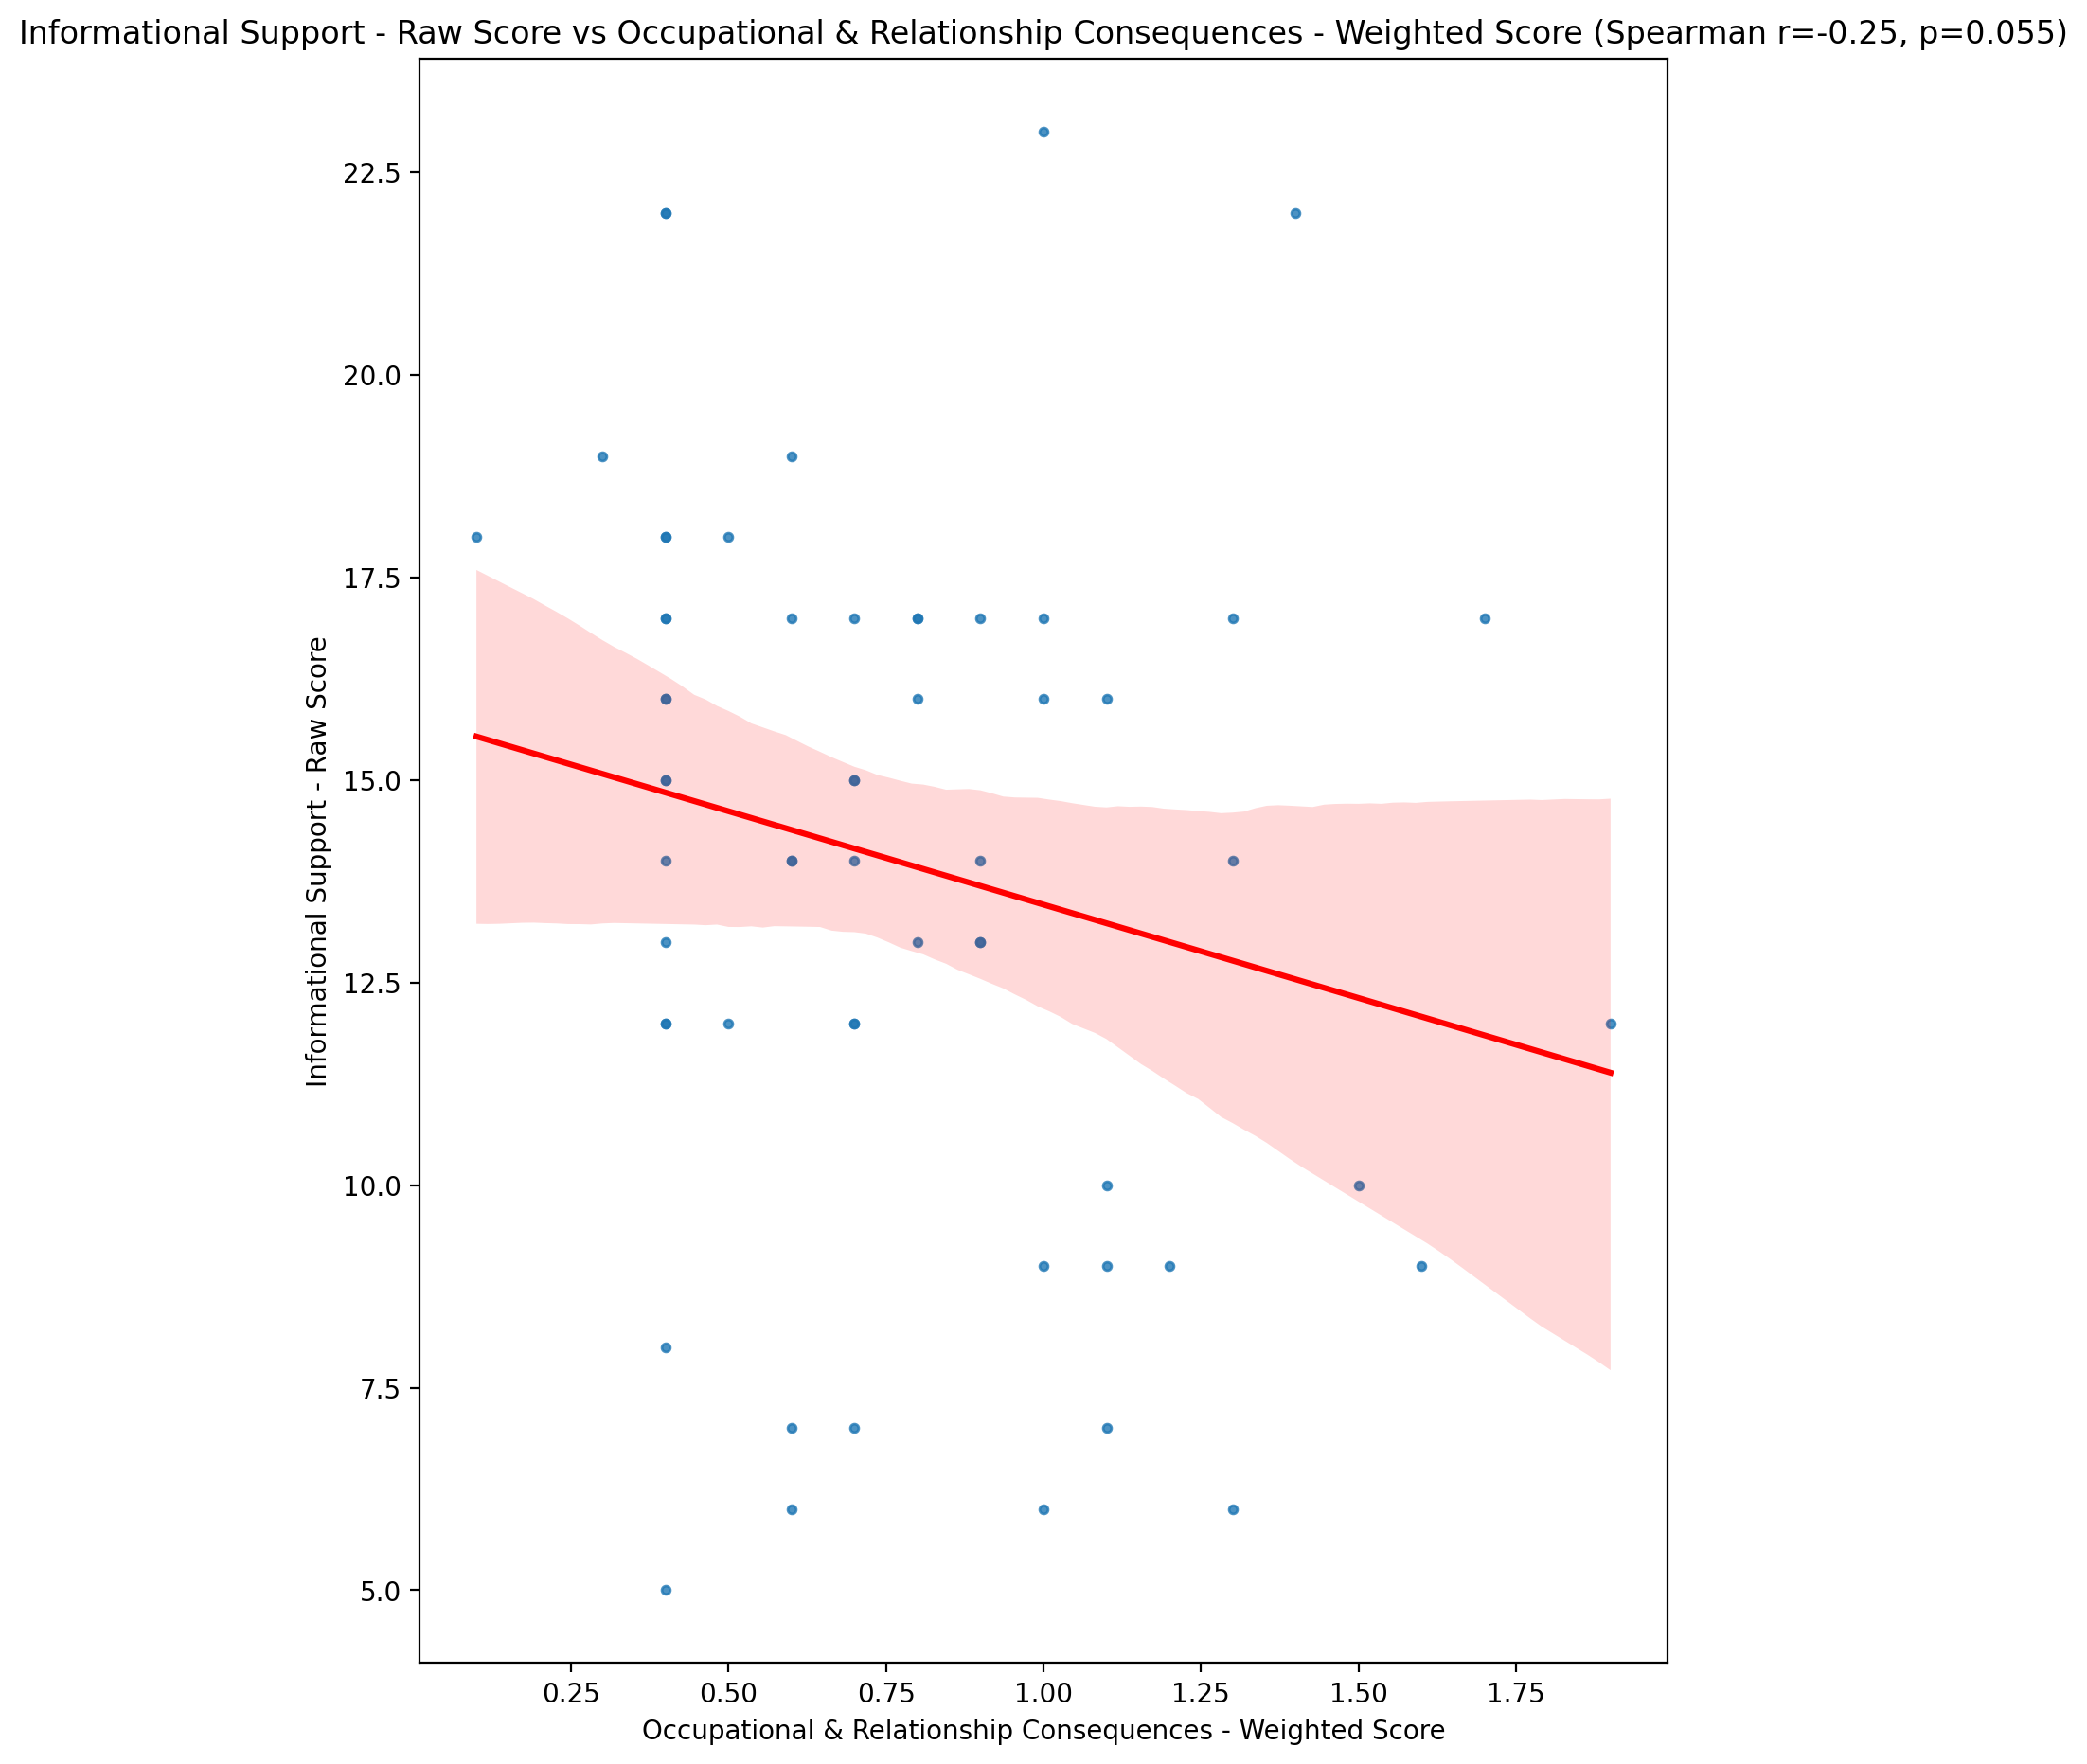 Informational Support - Raw Score vs Occupational & Relationship Consequences - Weighted Score (Spearman r=-0.25, p=0.055)
22.5
20.0
17.5
15.0
12.5
10.0
7.5
5.0
Informational Support - Raw Score
0.25 0.50 0.75 1.00 1.25 1.50 1.75
Occupational & Relationship Consequences - Weighted Score